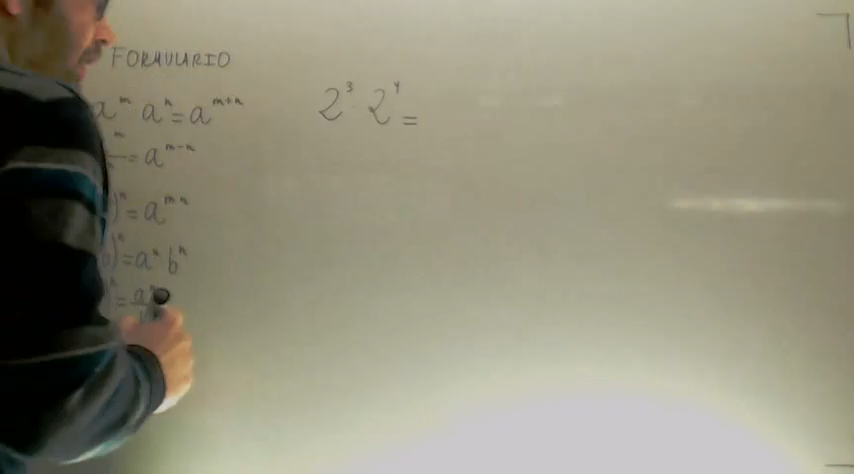 FORMULARIO
a^m a^n = a^{m+n}
= a^{m-n}
)^n = a^{m n}
)^n = a^n b^n
2^3 · 2^4 =